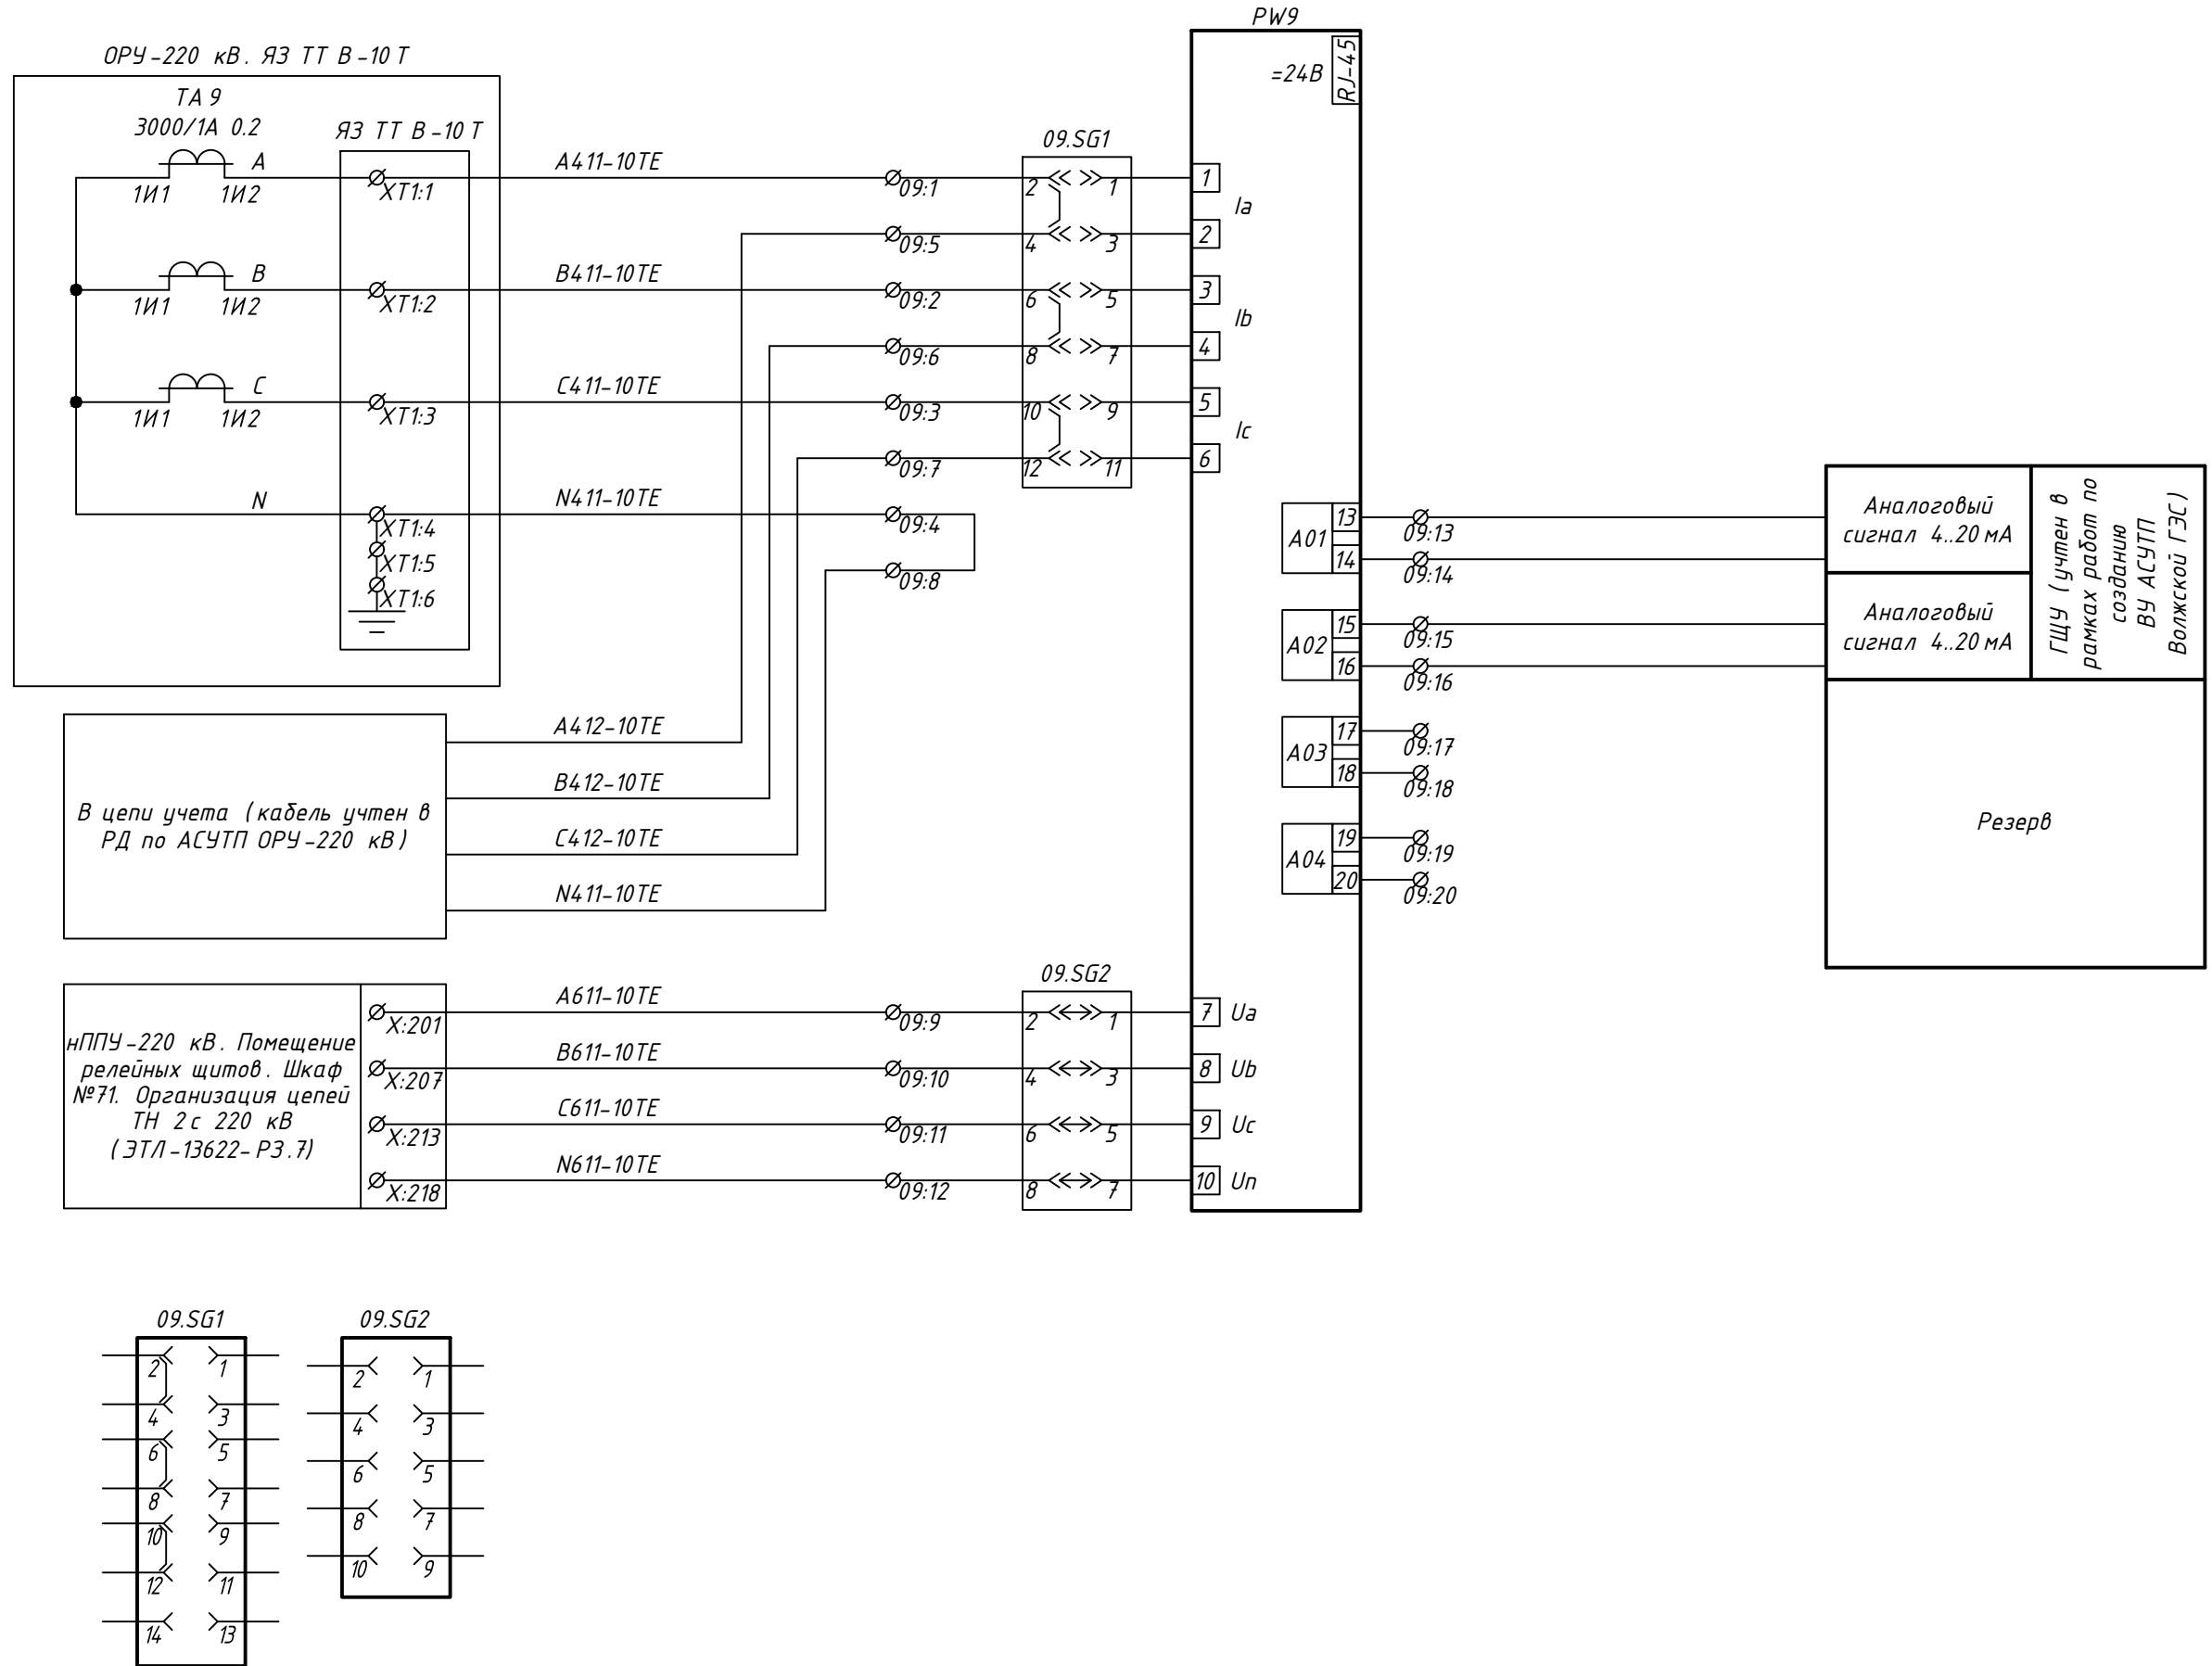 PW9
=24В
RJ-45
ОРУ-220 кВ. ЯЗ ТТ В-10 Т
ТА 9
3000/1А 0.2
ЯЗ ТТ В-10 Т
A
1И1
1И2
XT1:1
A411-10TE
09:1
09.SG1
2
1
1
Ia
09:5
4
3
2
B
1И1
1И2
XT1:2
B411-10TE
09:2
6
5
3
Ib
09:6
8
7
4
C
1И1
1И2
XT1:3
C411-10TE
09:3
10
9
5
Ic
09:7
12
11
6
N
XT1:4
XT1:5
XT1:6
N411-10TE
09:4
09:8
A01
13
14
09:13
09:14
A02
15
16
09:15
09:16
A03
17
18
09:17
09:18
A04
19
20
09:19
09:20
Аналоговый
сигнал 4..20 мА
Аналоговый
сигнал 4..20 мА
ГЩУ (учтен в
рамках работ по
созданию
ВУ АСУТП
Волжской ГЭС)
Резерв
В цепи учета (кабель учтен в
РД по АСУТП ОРУ-220 кВ)
A412-10TE
B412-10TE
C412-10TE
N411-10TE
нППУ-220 кВ. Помещение
релейных щитов. Шкаф
№71. Организация цепей
ТН 2с 220 кВ
(ЭТЛ-13622-РЗ.7)
X:201
X:207
X:213
X:218
A611-10TE
B611-10TE
C611-10TE
N611-10TE
09:9
09:10
09:11
09:12
09.SG2
2
1
4
3
6
5
8
7
7
Ua
8
Ub
9
Uc
10
Un
09.SG1
2
1
4
3
6
5
8
7
10
9
12
11
14
13
09.SG2
2
1
4
3
6
5
8
7
10
9